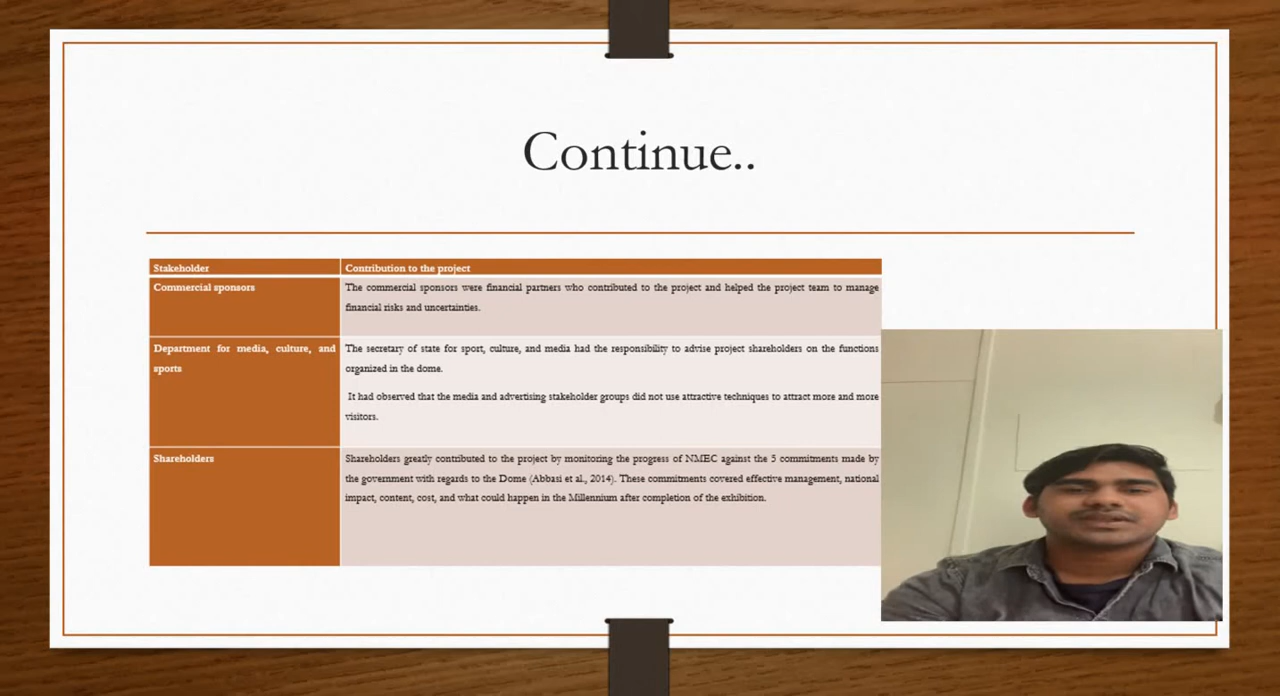 Continue..
Stakeholder
Contribution to the project
Commercial sponsors
The commercial sponsors were financial partners who contributed to the project and helped the project team to manage
financial risks and uncertainties.
Department for media, culture, and
sports
The secretary of state for sport, culture, and media had the responsibility to advise project shareholders on the functions
organized in the dome.
It had observed that the media and advertising stakeholder groups did not use attractive techniques to attract more and more
visitors.
Shareholders
Shareholders greatly contributed to the project by monitoring the progress of NMEC against the 5 commitments made by
the government with regards to the Dome (Abbasi et al., 2014). These commitments covered effective management, national
impact, content, cost, and what could happen in the Millennium after completion of the exhibition.